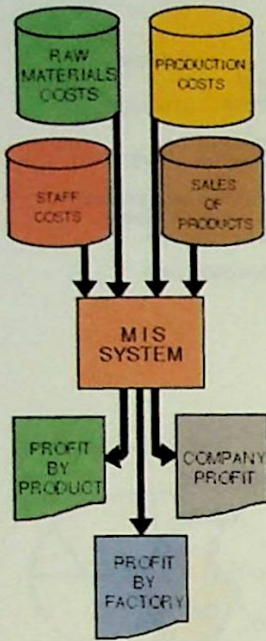 RAW
MATERIALS
COSTS
PRODUCTION
COSTS
STAFF
COSTS
SALES
OF
PRODUCTS
MIS
SYSTEM
PROFIT
BY
PRODUCT
COMPANY
PROFIT
PROFIT
BY
FACTORY